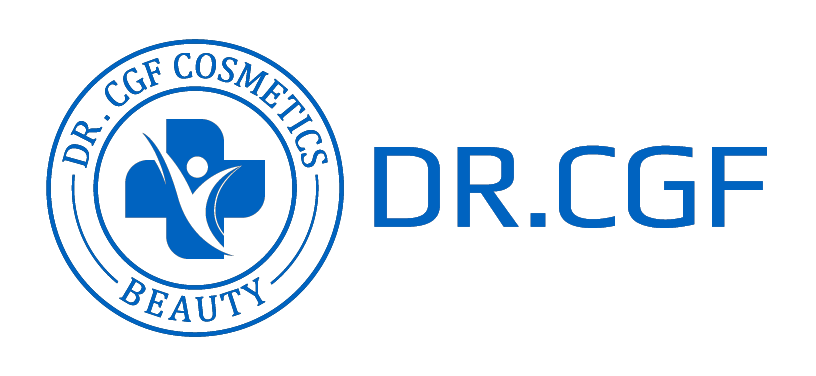 DR. CGF COSMETICS
BEAUTY
DR.CGF